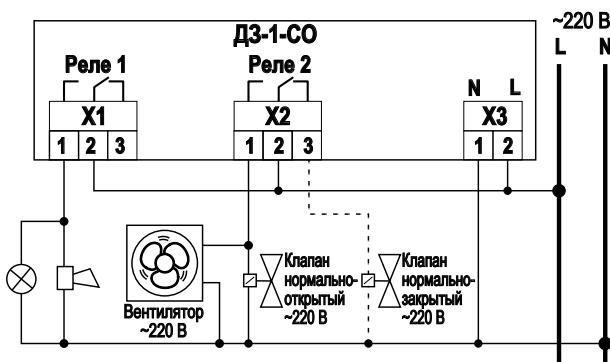 ДЗ-1-СО
~220 В
L N
Реле 1
Реле 2
N L
X1
X2
X3
1 2 3
1 2 3
1 2
Вентилятор
~220 В
Клапан
нормально-
открытый
~220 В
Клапан
нормально-
закрытый
~220 В